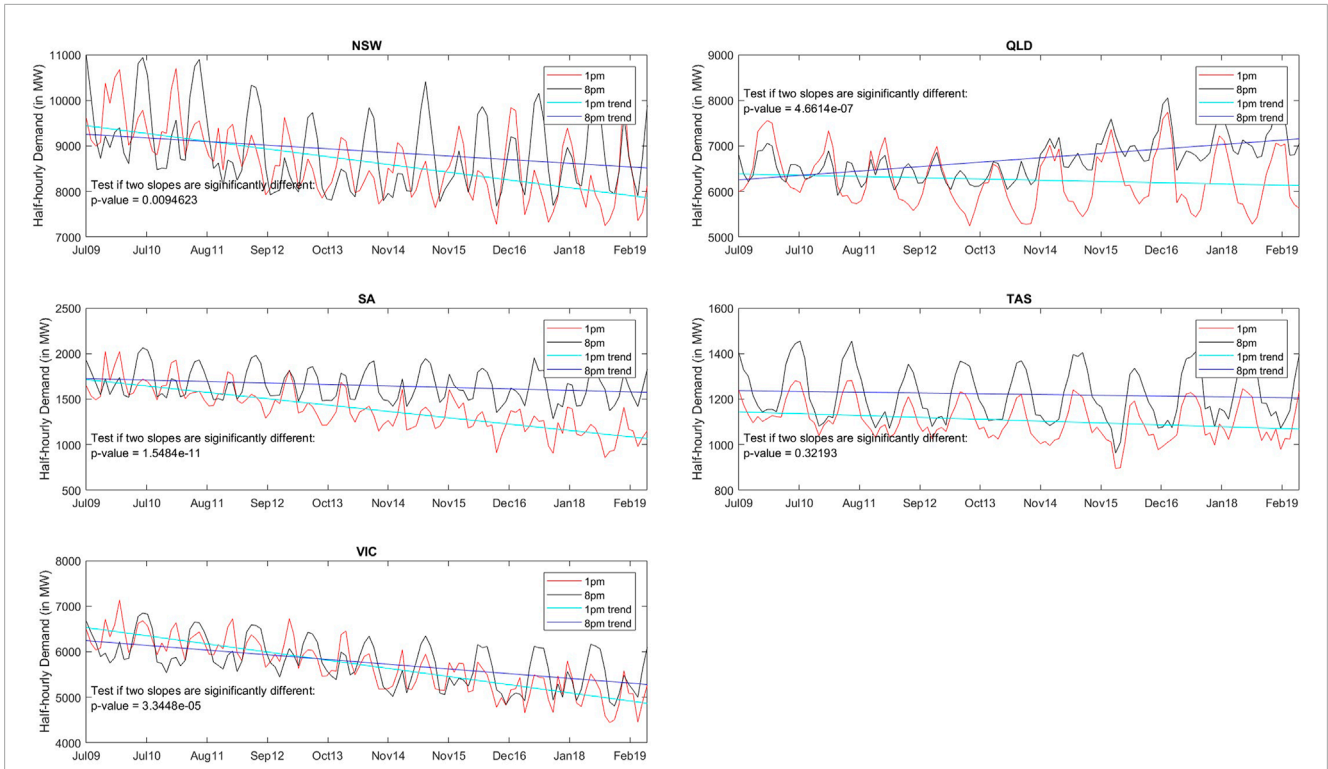 NSW
Half-hourly Demand (in MW)
11000
10000
9000
8000
7000
1pm
8pm
1pm trend
8pm trend
Test if two slopes are siginificantly different:
p-value = 0.0094623
Jul09 Jul10 Aug11 Sep12 Oct13 Nov14 Nov15 Dec16 Jan18 Feb19
QLD
Half-hourly Demand (in MW)
9000
8000
7000
6000
5000
1pm
8pm
1pm trend
8pm trend
Test if two slopes are siginificantly different:
p-value = 4.6614e-07
Jul09 Jul10 Aug11 Sep12 Oct13 Nov14 Nov15 Dec16 Jan18 Feb19
SA
Half-hourly Demand (in MW)
2500
2000
1500
1000
500
1pm
8pm
1pm trend
8pm trend
Test if two slopes are siginificantly different:
p-value = 1.5484e-11
Jul09 Jul10 Aug11 Sep12 Oct13 Nov14 Nov15 Dec16 Jan18 Feb19
TAS
Half-hourly Demand (in MW)
1600
1400
1200
1000
800
1pm
8pm
1pm trend
8pm trend
Test if two slopes are siginificantly different:
p-value = 0.32193
Jul09 Jul10 Aug11 Sep12 Oct13 Nov14 Nov15 Dec16 Jan18 Feb19
VIC
Half-hourly Demand (in MW)
8000
7000
6000
5000
4000
1pm
8pm
1pm trend
8pm trend
Test if two slopes are siginificantly different:
p-value = 3.3448e-05
Jul09 Jul10 Aug11 Sep12 Oct13 Nov14 Nov15 Dec16 Jan18 Feb19